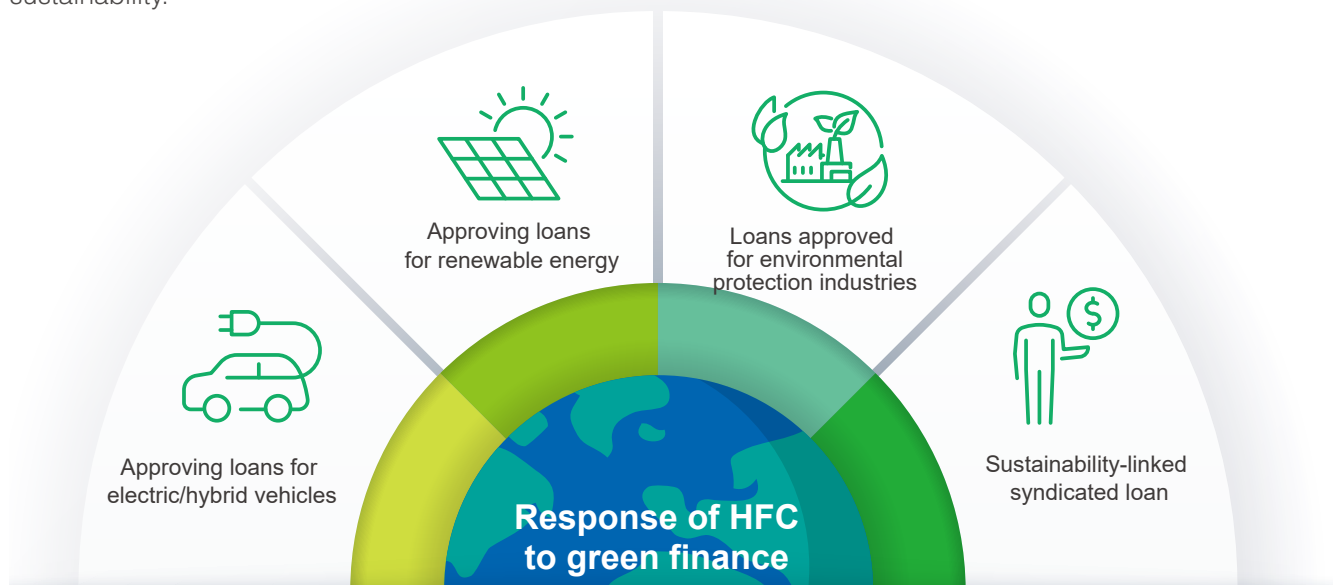 sustainability.
Approving loans
for renewable energy
Loans approved
for environmental
protection industries
Approving loans for
electric/hybrid vehicles
Sustainability-linked
syndicated loan
$
Response of HFC
to green finance